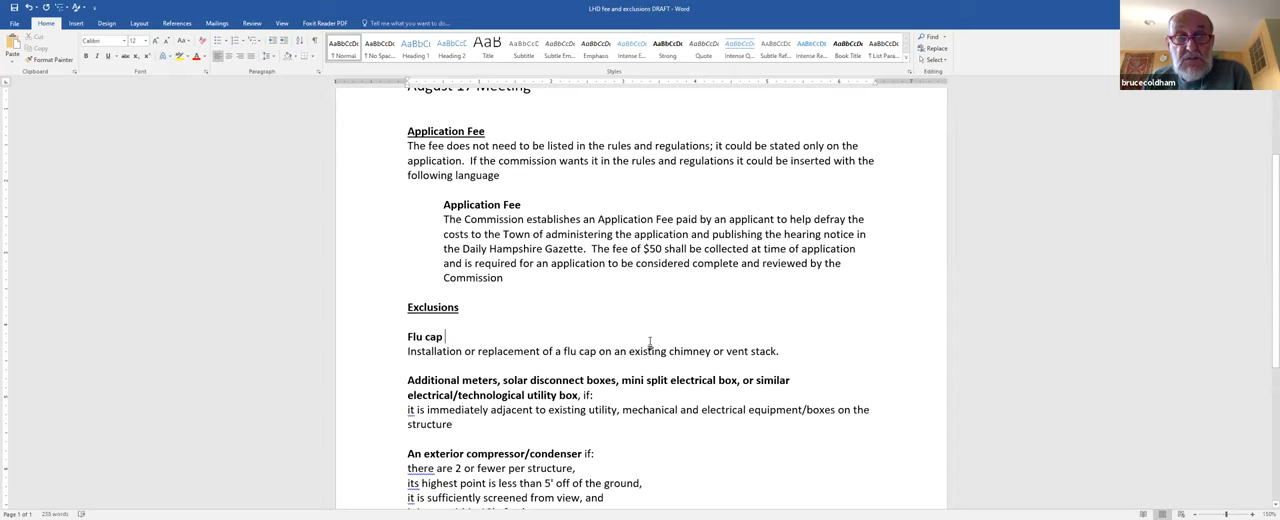 LHD fee and exclusions DRAFT - Word
File Home Insert Design Layout References Mailings Review View Foxit Reader PDF Tell me what you want to do...
Cut
Copy
Paste Format Painter
Calibri 12
AaBbCcDc AaBbCcDc AaBbC( AaBbCcC AaB AaBbCcC AaBbCcDc AaBbCcDc AaBbCcDc AaBbCcDc AaBbCcDc AaBbCcDc AaBbCcDc AaBbCcDc AaBbCcDc
¶ Normal ¶ No Spac... Heading 1 Heading 2 Title Subtitle Subtle Em... Emphasis Intense E... Strong Quote Intense Q... Subtle Ref... Intense Re... Book Title ¶ List Para...
Find
Replace
Select
Clipboard Font Paragraph Styles Editing
brucecoldham
August 17 Meeting
Application Fee
The fee does not need to be listed in the rules and regulations; it could be stated only on the
application. If the commission wants it in the rules and regulations it could be inserted with the
following language
Application Fee
The Commission establishes an Application Fee paid by an applicant to help defray the
costs to the Town of administering the application and publishing the hearing notice in
the Daily Hampshire Gazette. The fee of $50 shall be collected at time of application
and is required for an application to be considered complete and reviewed by the
Commission
Exclusions
Flu cap
Installation or replacement of a flu cap on an existing chimney or vent stack.
Additional meters, solar disconnect boxes, mini split electrical box, or similar
electrical/technological utility box, if:
it is immediately adjacent to existing utility, mechanical and electrical equipment/boxes on the
structure
An exterior compressor/condenser if:
there are 2 or fewer per structure,
its highest point is less than 5' off of the ground,
it is sufficiently screened from view, and
Page 1 of 1 235 words 150%